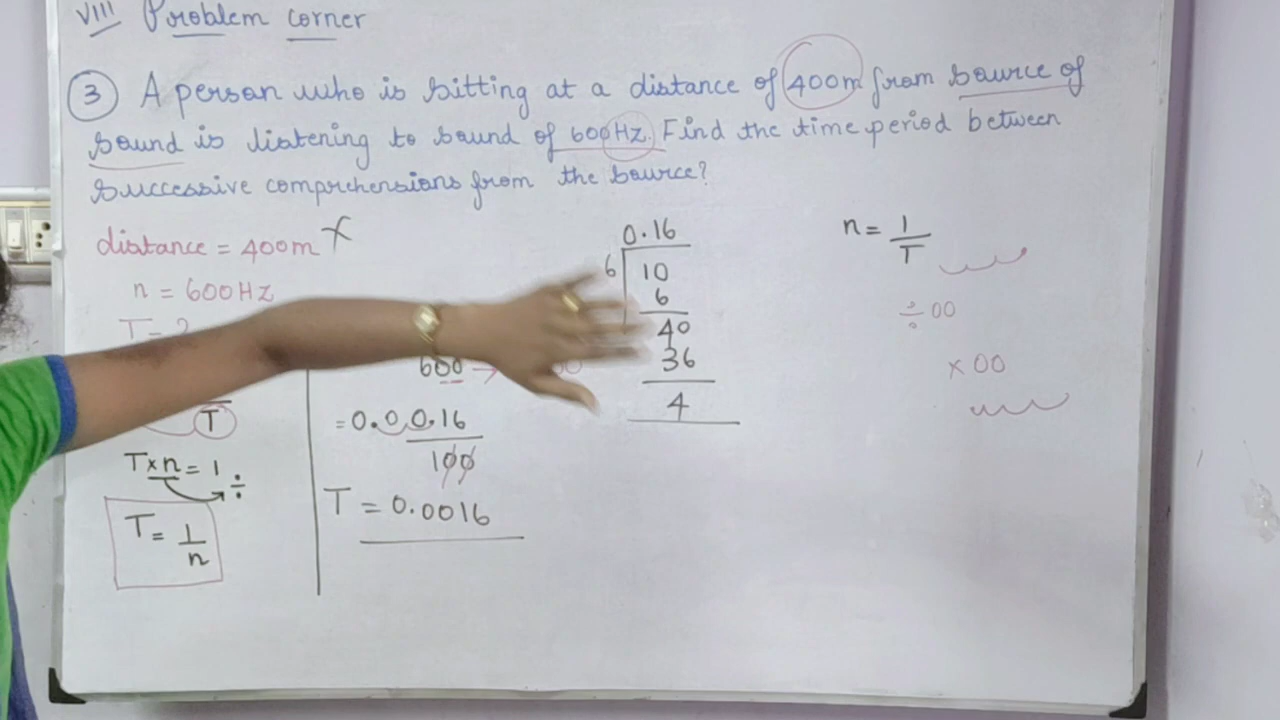 VIII Problem corner
3 A person who is sitting at a distance of 400m from source of
sound is listening to sound of 600Hz. Find the time period between
successive comprehensions from the source?
distance = 400m X
n = 600Hz
T = ?
T
T×n = 1 ÷
T = 1/n
600 →
= 0.0 0.16
100
T = 0.0016
0.16
6 10
6
40
36
4
n = 1/T
÷ 00
× 00